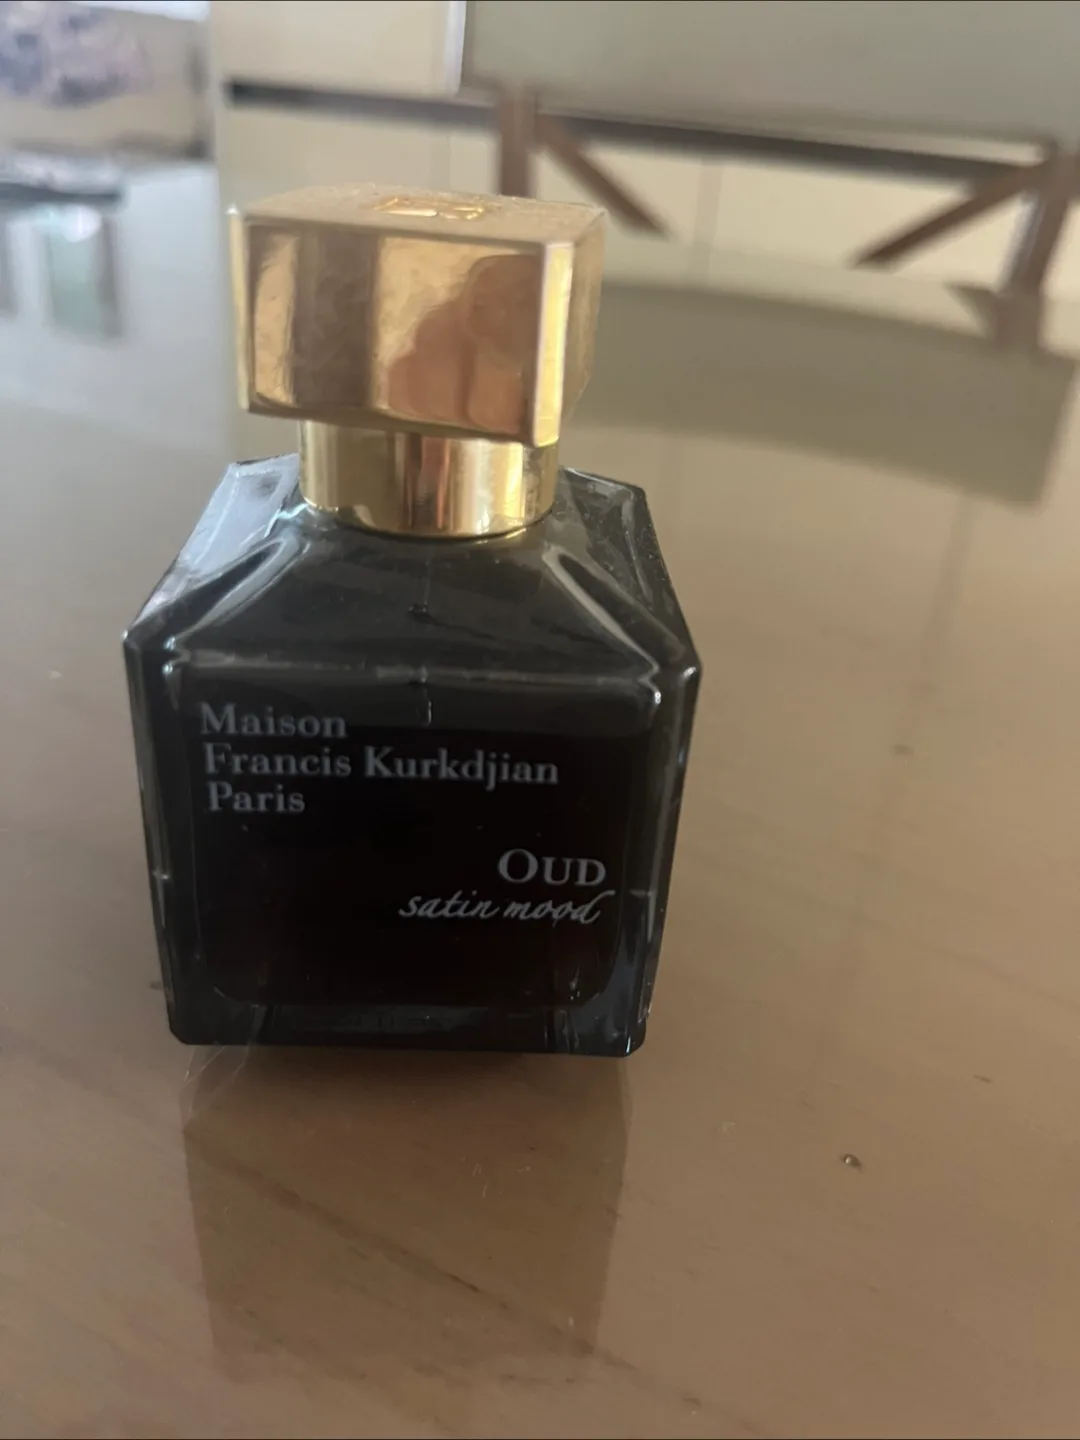 Maison
Francis Kurkdjian
Paris
OUD
satin mood